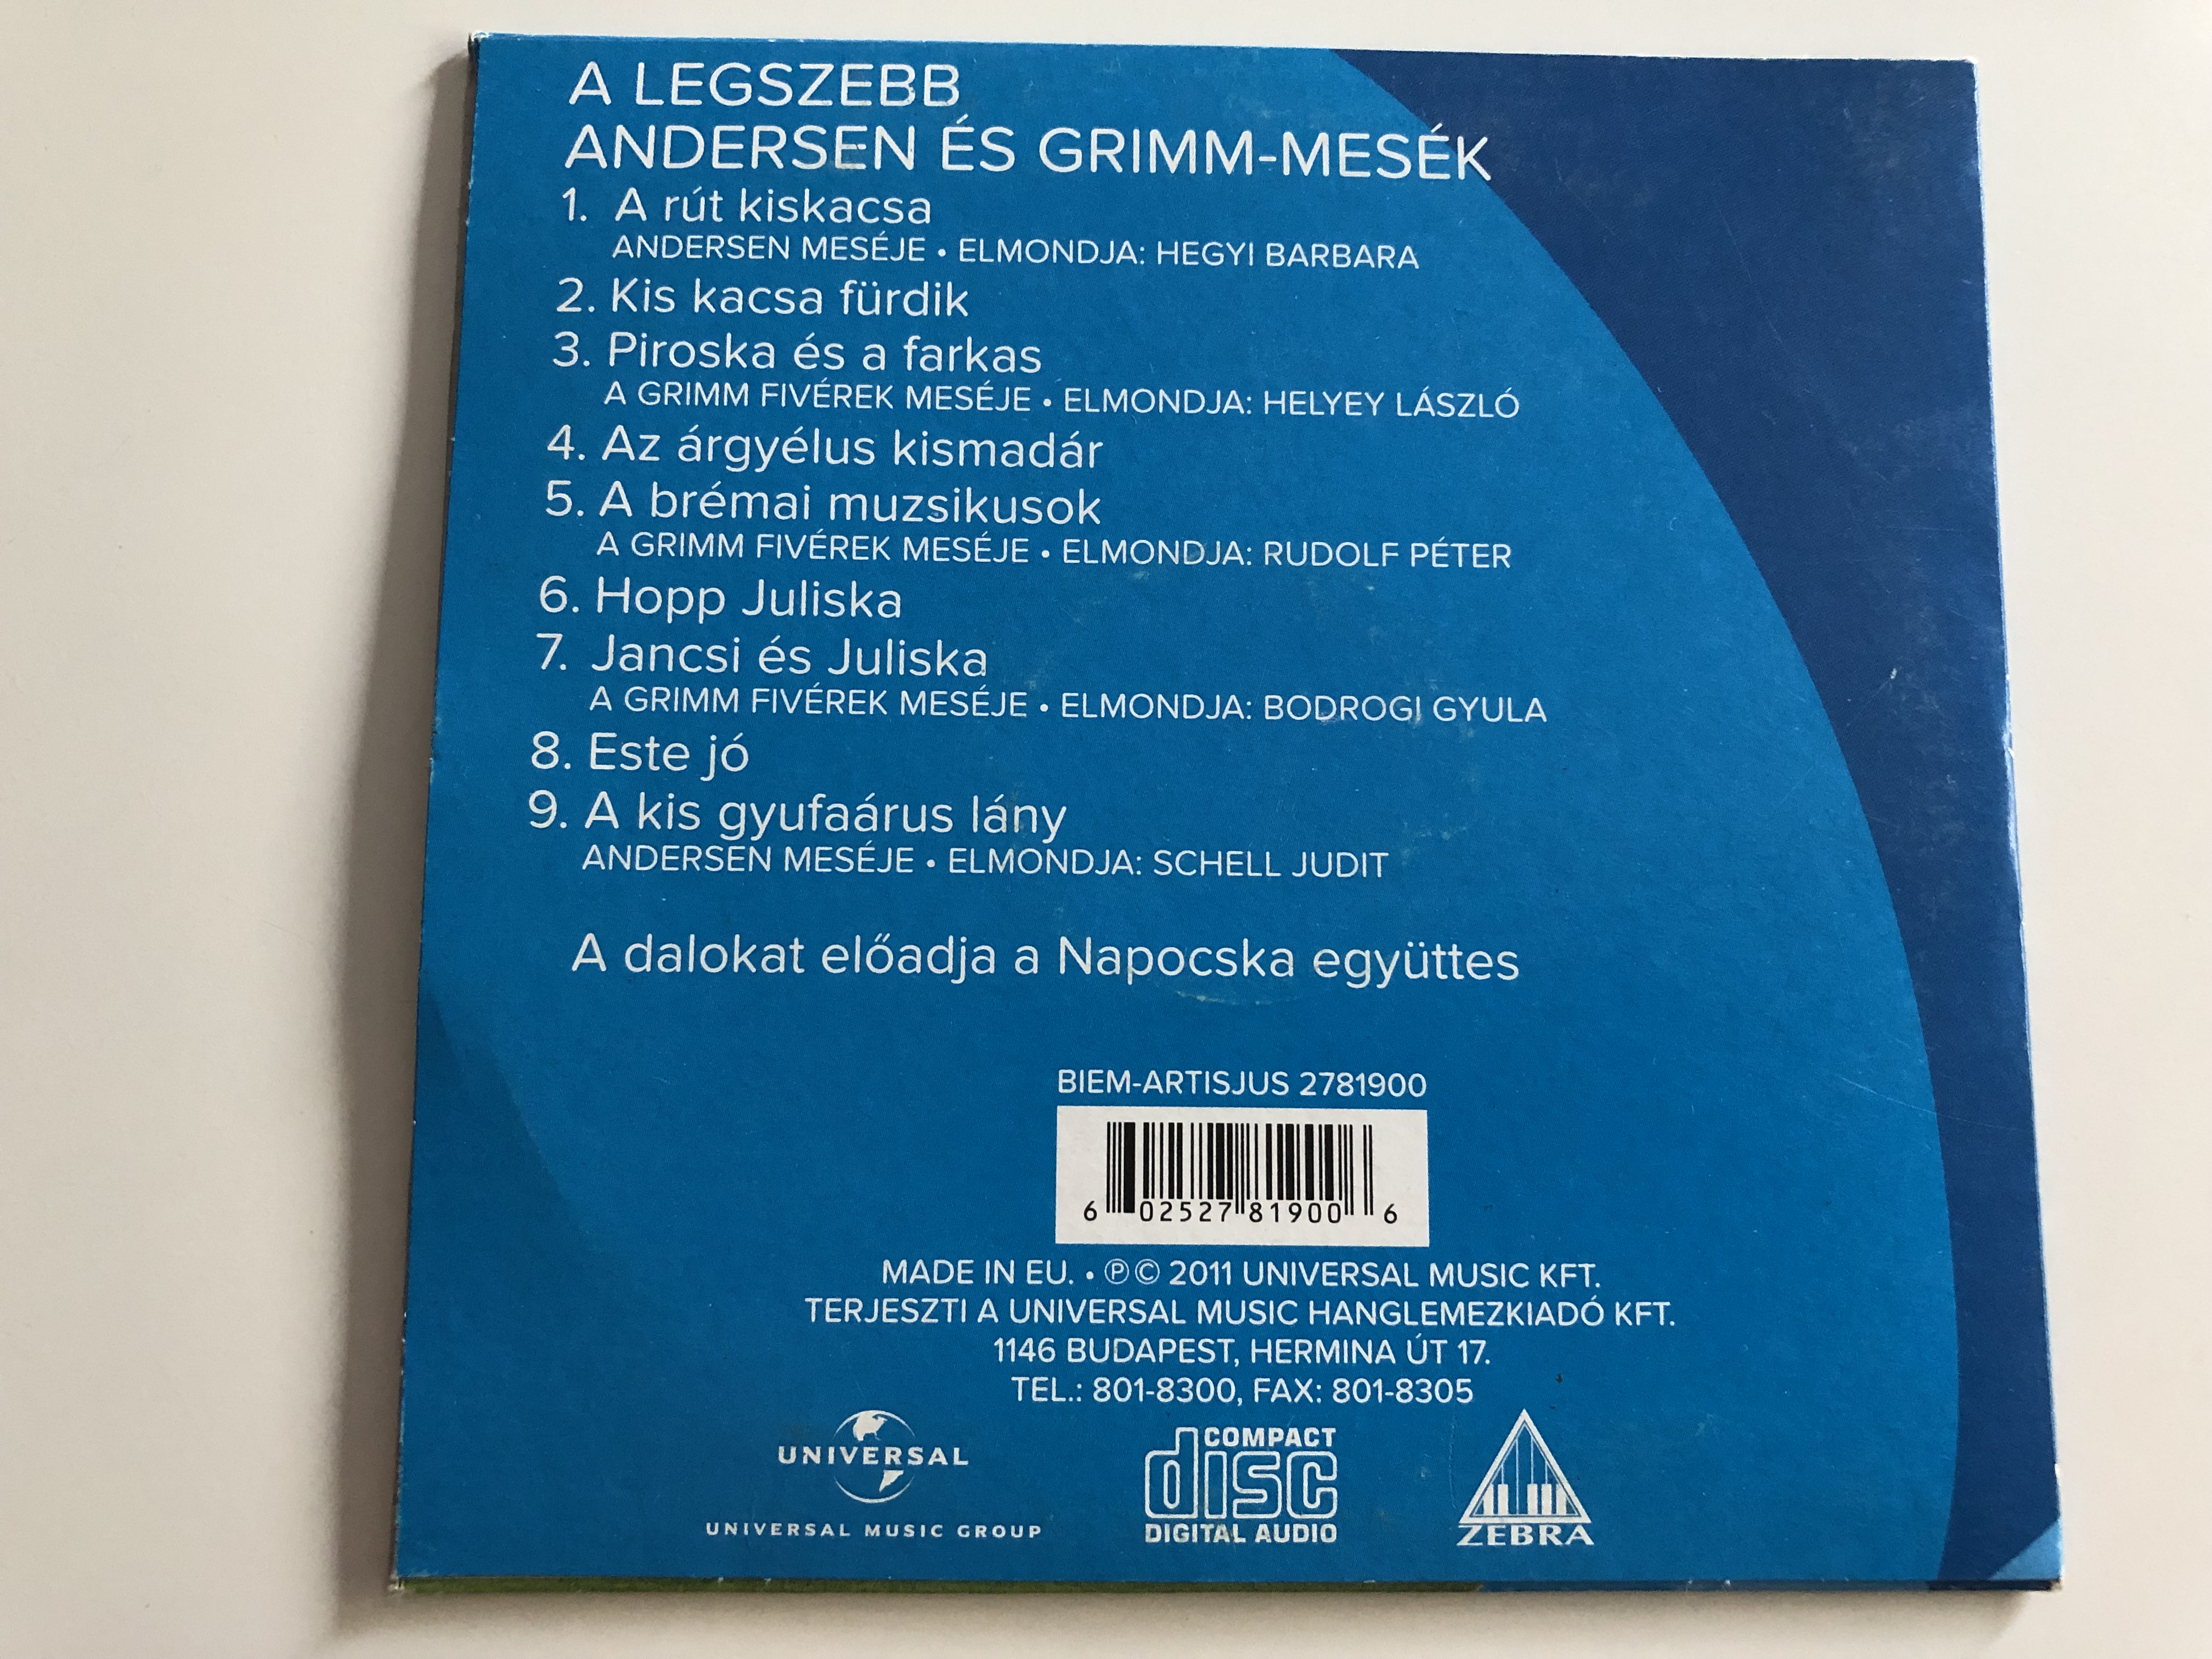 A LEGSZEBB
ANDERSEN ÉS GRIMM-MESÉK
1. A rút kiskacsa
ANDERSEN MESÉJE • ELMONDJA: HEGYI BARBARA
2. Kis kacsa fürdik
3. Piroska és a farkas
A GRIMM FIVÉREK MESÉJE • ELMONDJA: HELYEY LÁSZLÓ
4. Az árgyélus kismadár
5. A brémai muzsikusok
A GRIMM FIVÉREK MESÉJE • ELMONDJA: RUDOLF PÉTER
6. Hopp Juliska
7. Jancsi és Juliska
A GRIMM FIVÉREK MESÉJE • ELMONDJA: BODROGI GYULA
8. Este jó
9. A kis gyufaárus lány
ANDERSEN MESÉJE • ELMONDJA: SCHELL JUDIT
A dalokat előadja a Napocska együttes
BIEM-ARTISJUS 2781900
6 02527 81900 6
MADE IN EU. • ℗© 2011 UNIVERSAL MUSIC KFT.
TERJESZTI A UNIVERSAL MUSIC HANGLEMEZKIADÓ KFT.
1146 BUDAPEST, HERMINA ÚT 17.
TEL.: 801-8300, FAX: 801-8305
UNIVERSAL
UNIVERSAL MUSIC GROUP
COMPACT
disc
DIGITAL AUDIO
ZEBRA